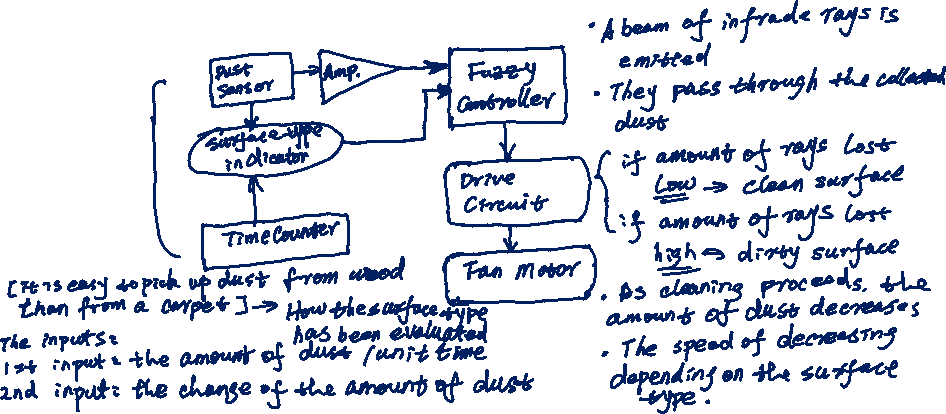 Dust
Sensor
Amp.
Fuzzy
Controller
Surface type
indicator
Drive
Circuit
Time Counter
Fan Motor
[it is easy to pick up dust from wood
than from a carpet] → How the surface type
has been evaluated
The inputs:
1st input: the amount of dust / unit time
2nd input: the change of the amount of dust
• A beam of infrade rays is
emitted
• They pass through the collected
dust
if amount of rays lost
Low → clean surface
if amount of rays lost
high → dirty surface
• As cleaning proceeds, the
amount of dust decreases
• The speed of decreasing
depending on the surface
type.